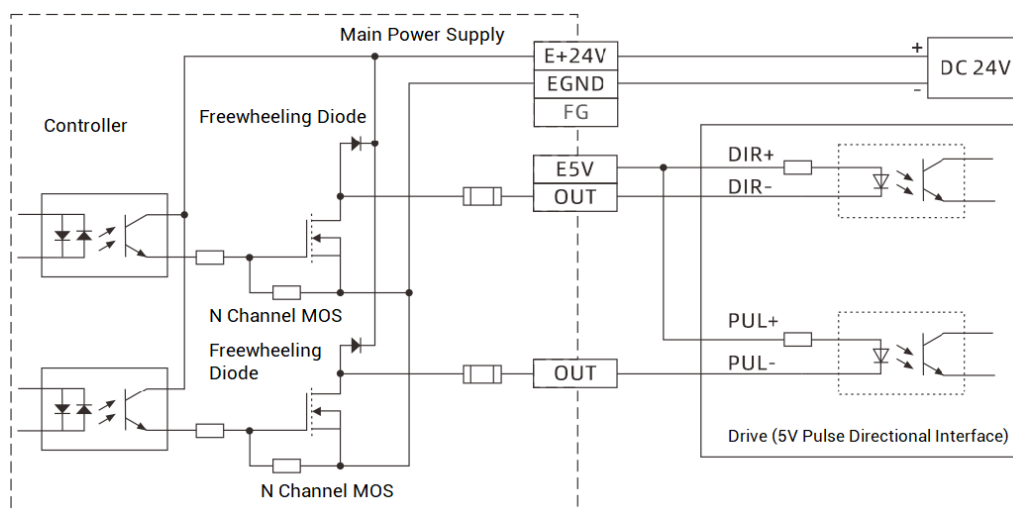 Main Power Supply
E+24V
+
EGND
-
DC 24V
FG
Controller
Freewheeling Diode
E5V
DIR+
OUT
DIR-
N Channel MOS
Freewheeling
Diode
PUL+
OUT
PUL-
Drive (5V Pulse Directional Interface)
N Channel MOS